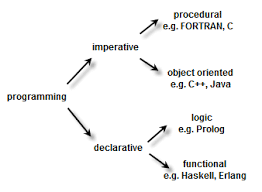 procedural
e.g. FORTRAN, C
imperative
object oriented
e.g. C++, Java
programming
logic
e.g. Prolog
declarative
functional
e.g. Haskell, Erlang